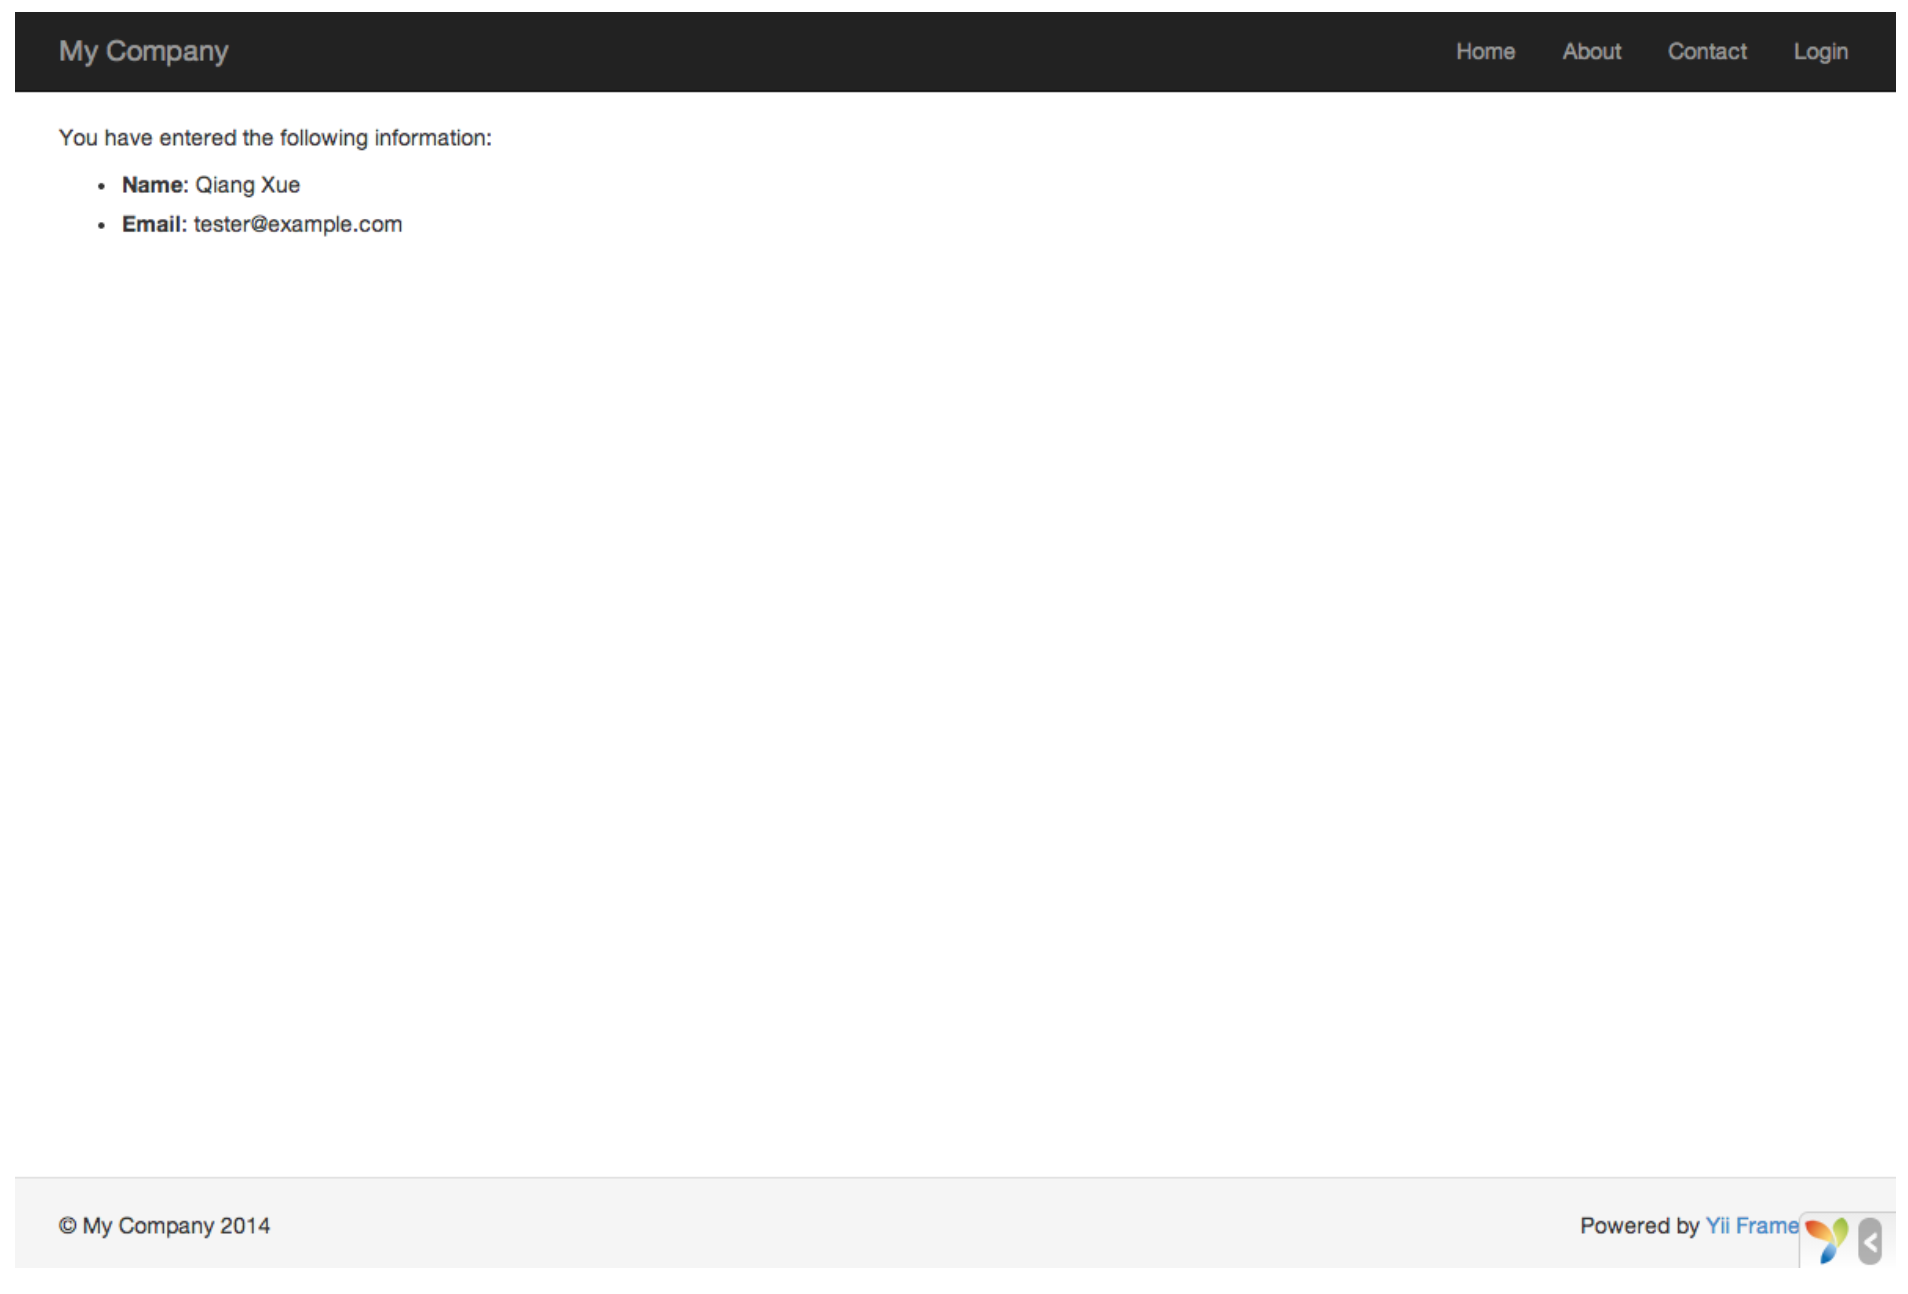 My Company Home About Contact Login
You have entered the following information:
• Name: Qiang Xue
• Email: tester@example.com
© My Company 2014 Powered by Yii Frame